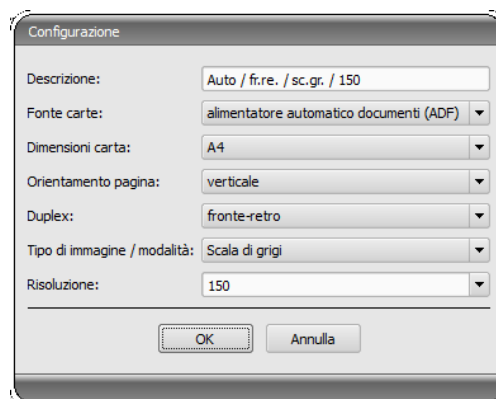 Configurazione
Descrizione: Auto / fr.re. / sc.gr. / 150
Fonte carte: alimentatore automatico documenti (ADF)
Dimensioni carta: A4
Orientamento pagina: verticale
Duplex: fronte-retro
Tipo di immagine / modalità: Scala di grigi
Risoluzione: 150
OK Annulla